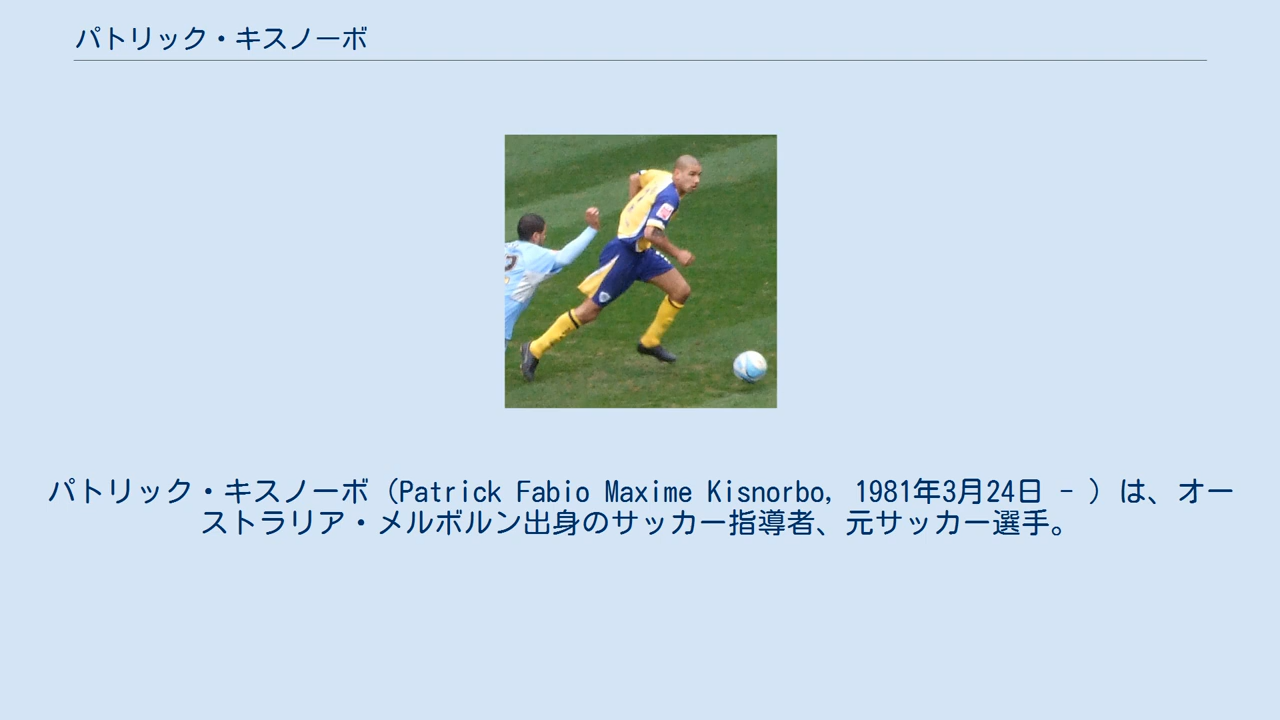 パトリック・キスノーボ
パトリック・キスノーボ（Patrick Fabio Maxime Kisnorbo, 1981年3月24日 - ）は、オー
ストラリア・メルボルン出身のサッカー指導者、元サッカー選手。